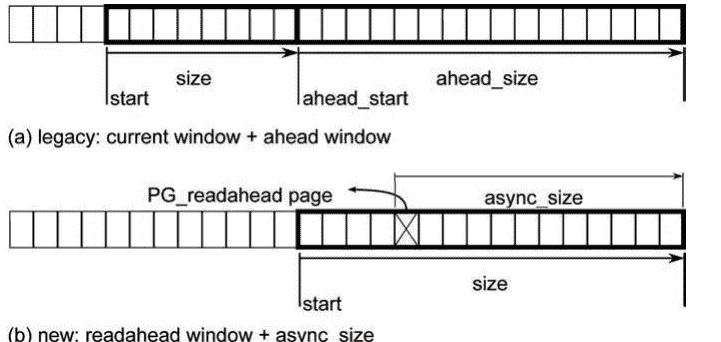 size
ahead_size
start
ahead_start
(a) legacy: current window + ahead window
PG_readahead page
async_size
size
start
(b) new: readahead window + async_size